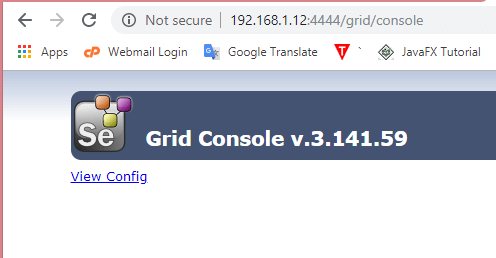 Not secure 192.168.1.12:4444/grid/console
Apps Webmail Login Google Translate ` JavaFX Tutorial
Se Grid Console v.3.141.59
View Config